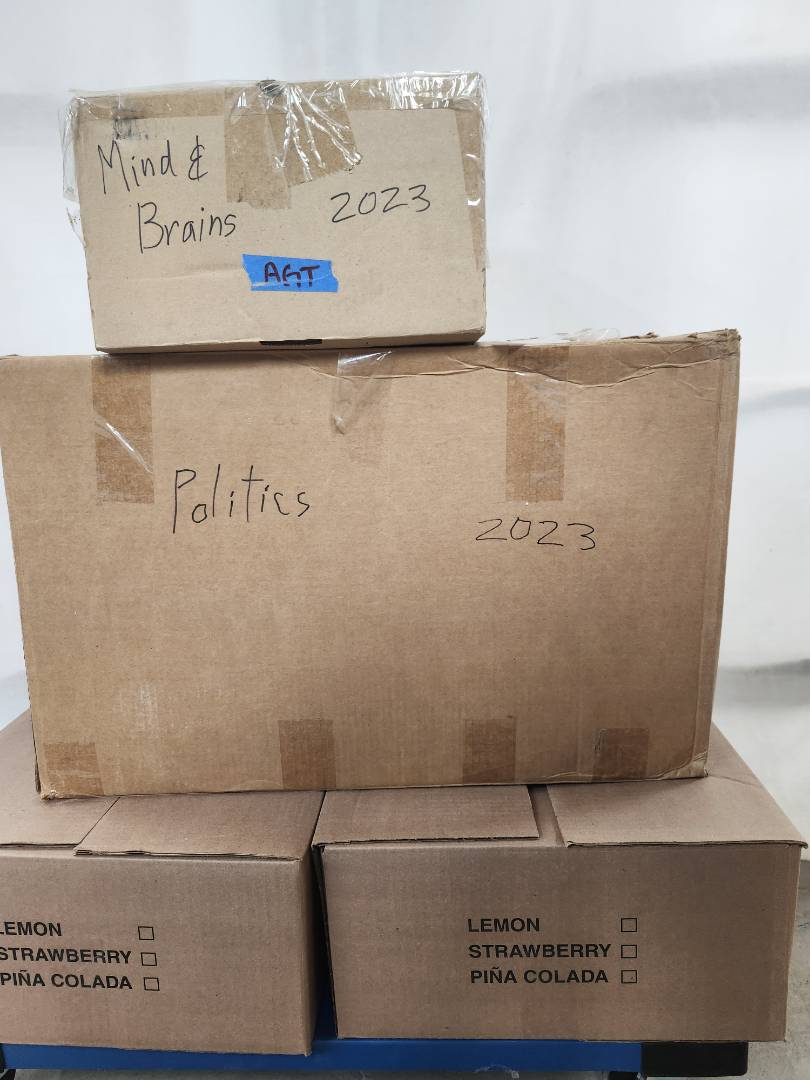 Mind &
Brains 2023
AGT
Politics 2023
LEMON
STRAWBERRY
PIÑA COLADA
LEMON
STRAWBERRY
PIÑA COLADA